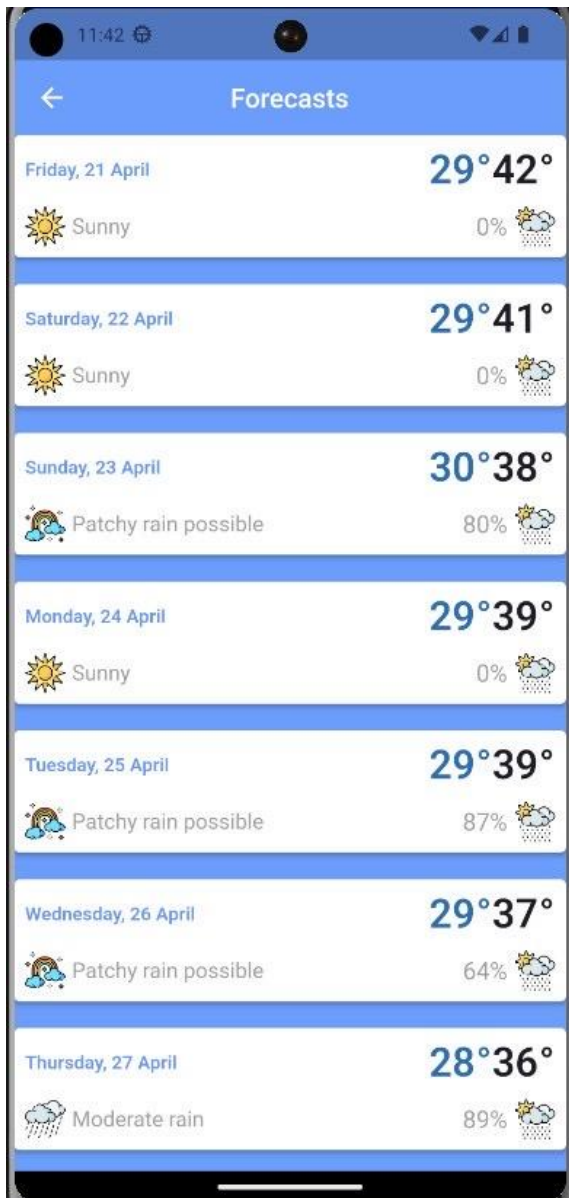 11:42
Forecasts
Friday, 21 April 29°42°
Sunny 0%
Saturday, 22 April 29°41°
Sunny 0%
Sunday, 23 April 30°38°
Patchy rain possible 80%
Monday, 24 April 29°39°
Sunny 0%
Tuesday, 25 April 29°39°
Patchy rain possible 87%
Wednesday, 26 April 29°37°
Patchy rain possible 64%
Thursday, 27 April 28°36°
Moderate rain 89%